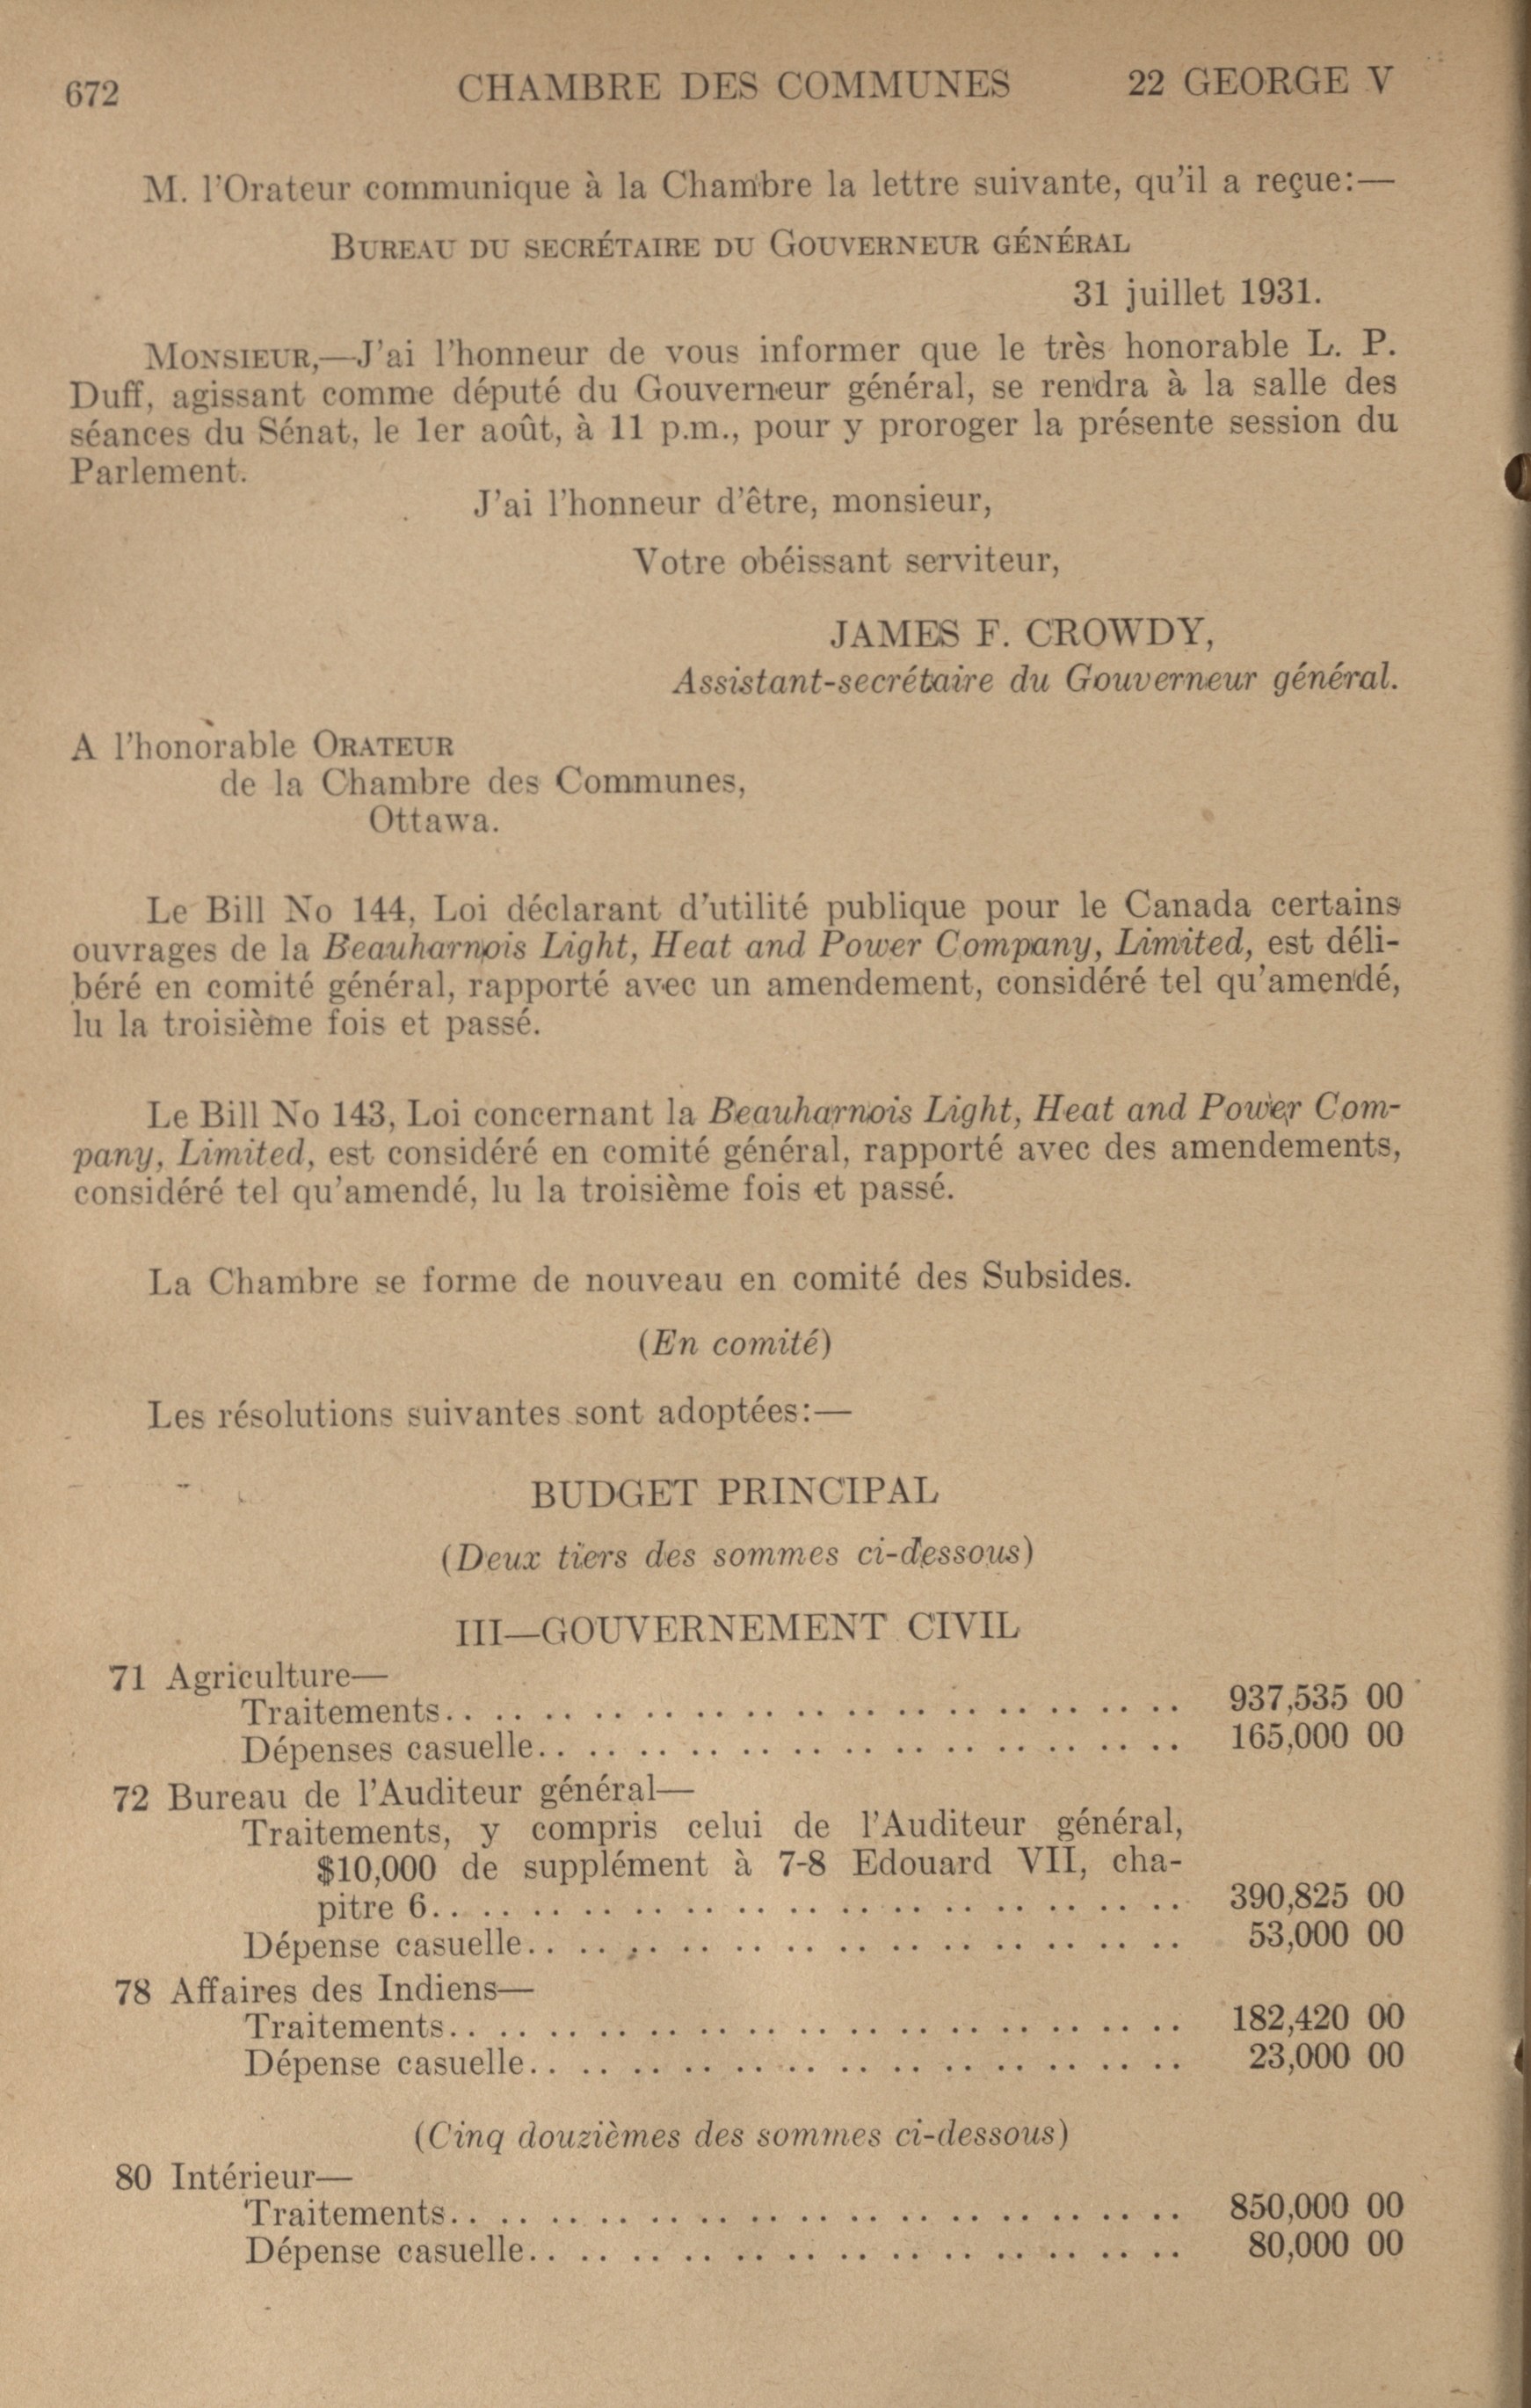 672 CHAMBRE DES COMMUNES 22 GEORGE V
M. l'Orateur communique à la Chambre la lettre suivante, qu'il a reçue:—
BUREAU DU SECRÉTAIRE DU GOUVERNEUR GÉNÉRAL
31 juillet 1931.
MONSIEUR,—J'ai l'honneur de vous informer que le très honorable L. P.
Duff, agissant comme député du Gouverneur général, se rendra à la salle des
séances du Sénat, le 1er août, à 11 p.m., pour y proroger la présente session du
Parlement.
J'ai l'honneur d'être, monsieur,
Votre obéissant serviteur,
JAMES F. CROWDY,
Assistant-secrétaire du Gouverneur général.
A l'honorable ORATEUR
de la Chambre des Communes,
Ottawa.
Le Bill No 144, Loi déclarant d'utilité publique pour le Canada certains
ouvrages de la Beauharnois Light, Heat and Power Company, Limited, est déli-
béré en comité général, rapporté avec un amendement, considéré tel qu'amendé,
lu la troisième fois et passé.
Le Bill No 143, Loi concernant la Beauharnois Light, Heat and Power Com-
pany, Limited, est considéré en comité général, rapporté avec des amendements,
considéré tel qu'amendé, lu la troisième fois et passé.
La Chambre se forme de nouveau en comité des Subsides.
(En comité)
Les résolutions suivantes sont adoptées:—
BUDGET PRINCIPAL
(Deux tiers des sommes ci-dessous)
III—GOUVERNEMENT CIVIL
71 Agriculture—
Traitements. . . . . . . . . . . . . . . . . . . . . . . . . . . . . . 937,535 00
Dépenses casuelle. . . . . . . . . . . . . . . . . . . . . . . . . . 165,000 00
72 Bureau de l'Auditeur général—
Traitements, y compris celui de l'Auditeur général,
$10,000 de supplément à 7-8 Edouard VII, cha-
pitre 6. . . . . . . . . . . . . . . . . . . . . . . . . . . . . . 390,825 00
Dépense casuelle. . . . . . . . . . . . . . . . . . . . . . . . . . 53,000 00
78 Affaires des Indiens—
Traitements. . . . . . . . . . . . . . . . . . . . . . . . . . . . . . 182,420 00
Dépense casuelle. . . . . . . . . . . . . . . . . . . . . . . . . . 23,000 00
(Cinq douzièmes des sommes ci-dessous)
80 Intérieur—
Traitements. . . . . . . . . . . . . . . . . . . . . . . . . . . . . . 850,000 00
Dépense casuelle. . . . . . . . . . . . . . . . . . . . . . . . . . 80,000 00